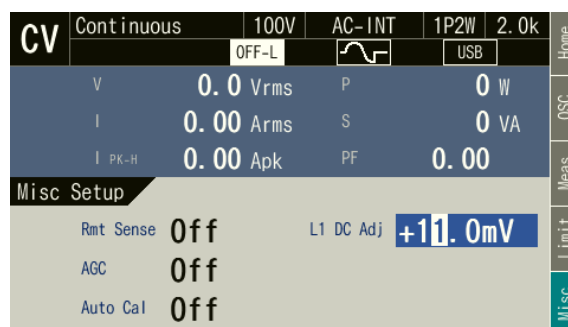 CV Continuous 100V AC-INT 1P2W 2.0k
OFF-L USB
V 0.0 Vrms P 0 W
I 0.00 Arms S 0 VA
I PK-H 0.00 Apk PF 0.00
Misc Setup
Rmt Sense Off L1 DC Adj +11.0mV
AGC Off
Auto Cal Off
Home
OSC
Meas
Limit
Misc